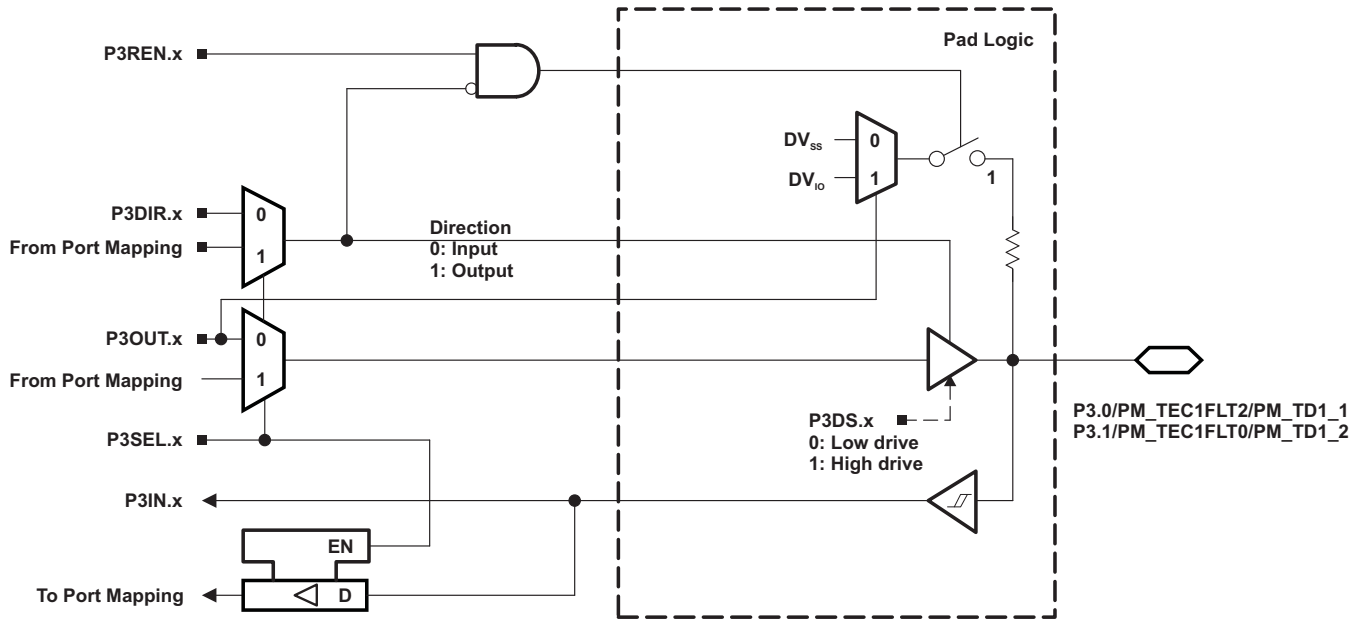 Pad Logic
P3REN.x
DVSS
0
DVIO
1
1
P3DIR.x
0
From Port Mapping
1
Direction
0: Input
1: Output
P3OUT.x
0
From Port Mapping
1
P3DS.x
0: Low drive
1: High drive
P3.0/PM_TEC1FLT2/PM_TD1_1
P3.1/PM_TEC1FLT0/PM_TD1_2
P3SEL.x
P3IN.x
EN
To Port Mapping
D